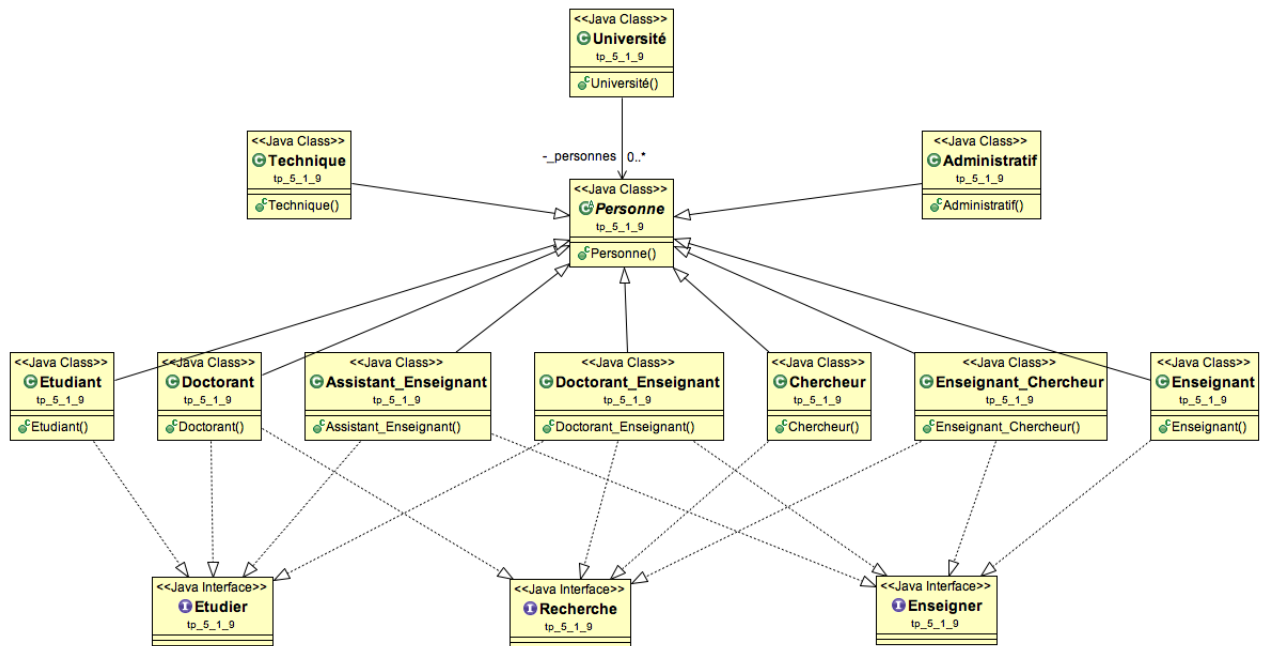 <<Java Class>>
Université
tp_5_1_9
Université()
<<Java Class>>
Technique
tp_5_1_9
Technique()
-_personnes 0..*
<<Java Class>>
Administratif
tp_5_1_9
Administratif()
<<Java Class>>
Personne
tp_5_1_9
Personne()
<<Java Class>>
Etudiant
tp_5_1_9
Etudiant()
<<Java Class>>
Doctorant
tp_5_1_9
Doctorant()
<<Java Class>>
Assistant_Enseignant
tp_5_1_9
Assistant_Enseignant()
<<Java Class>>
Doctorant_Enseignant
tp_5_1_9
Doctorant_Enseignant()
<<Java Class>>
Chercheur
tp_5_1_9
Chercheur()
<<Java Class>>
Enseignant_Chercheur
tp_5_1_9
Enseignant_Chercheur()
<<Java Class>>
Enseignant
tp_5_1_9
Enseignant()
<<Java Interface>>
Etudier
tp_5_1_9
<<Java Interface>>
Recherche
tp_5_1_9
<<Java Interface>>
Enseigner
tp_5_1_9